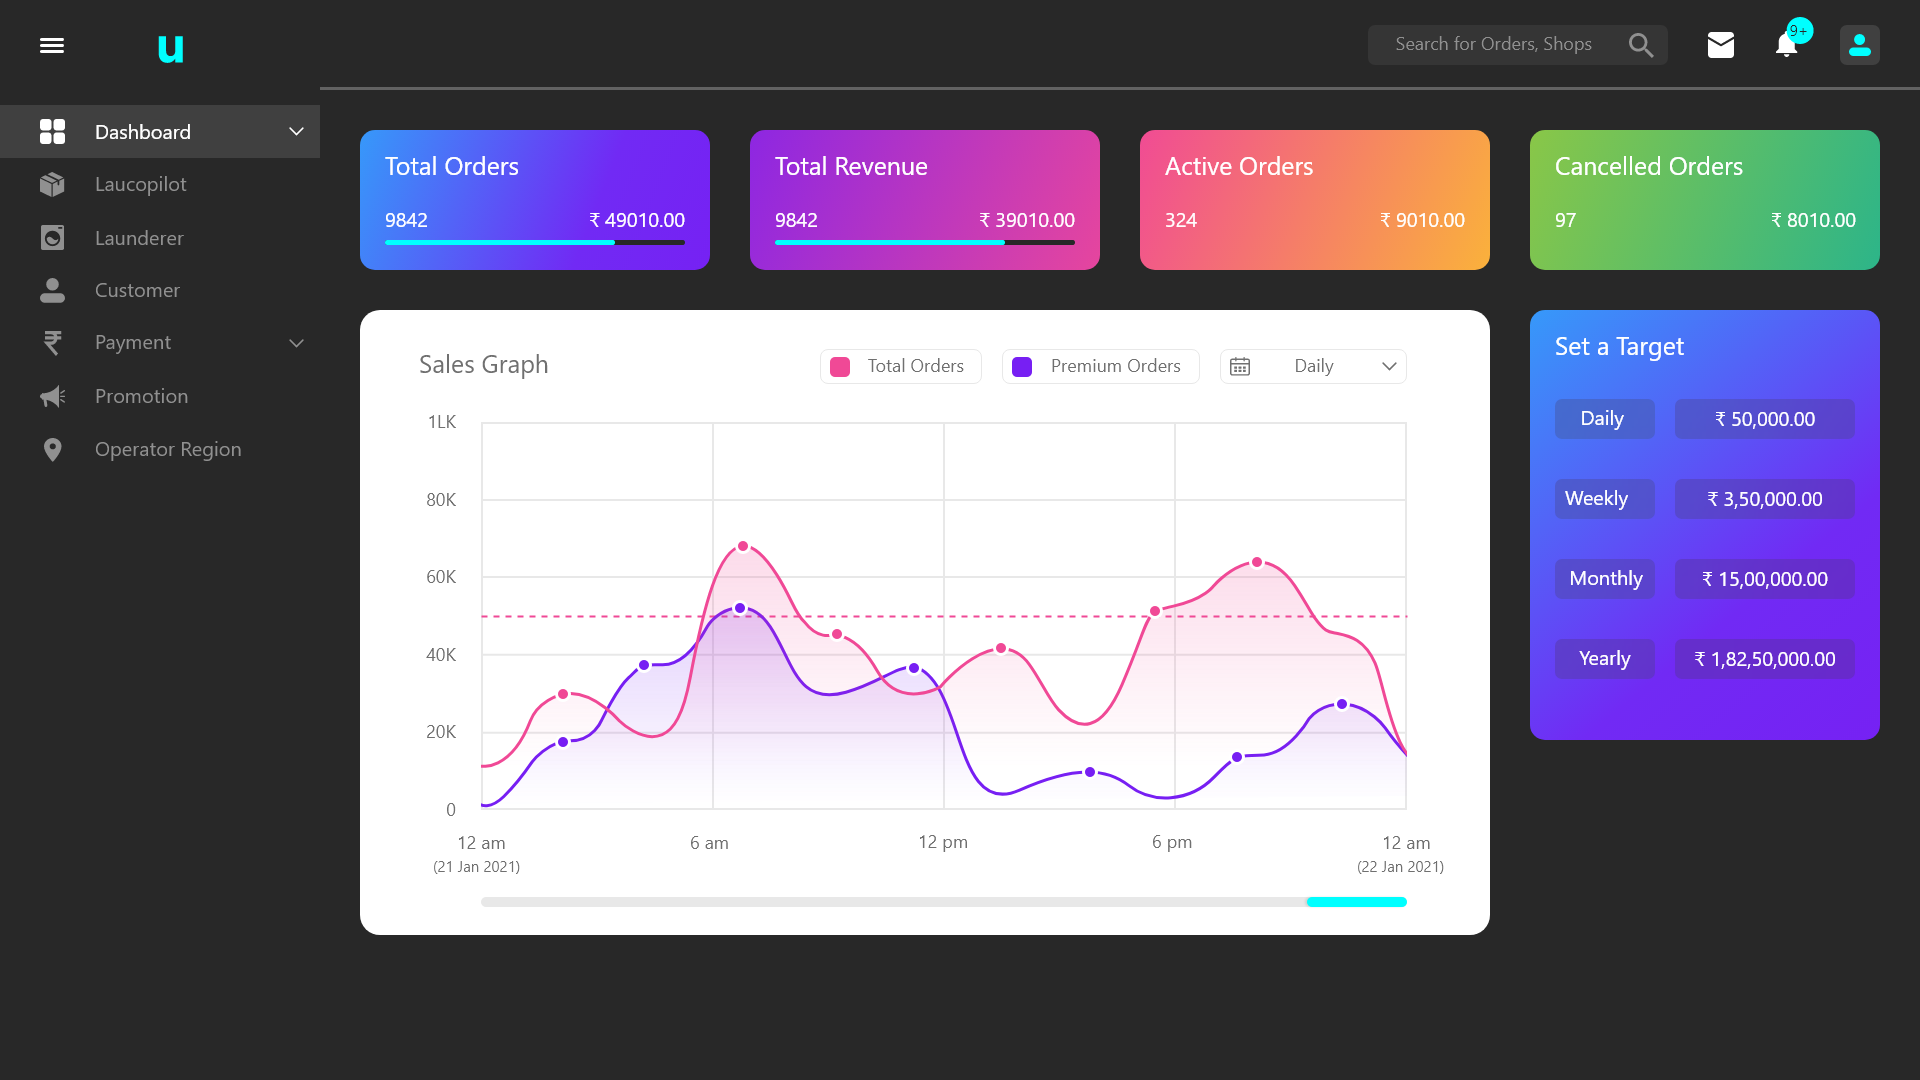 u
Search for Orders, Shops
9+
Dashboard
Laucopilot
Launderer
Customer
Payment
Promotion
Operator Region
Total Orders
9842 ₹ 49010.00
Total Revenue
9842 ₹ 39010.00
Active Orders
324 ₹ 9010.00
Cancelled Orders
97 ₹ 8010.00
Sales Graph
Total Orders
Premium Orders
Daily
1LK
80K
60K
40K
20K
0
12 am 6 am 12 pm 6 pm 12 am
(21 Jan 2021) (22 Jan 2021)
Set a Target
Daily ₹ 50,000.00
Weekly ₹ 3,50,000.00
Monthly ₹ 15,00,000.00
Yearly ₹ 1,82,50,000.00